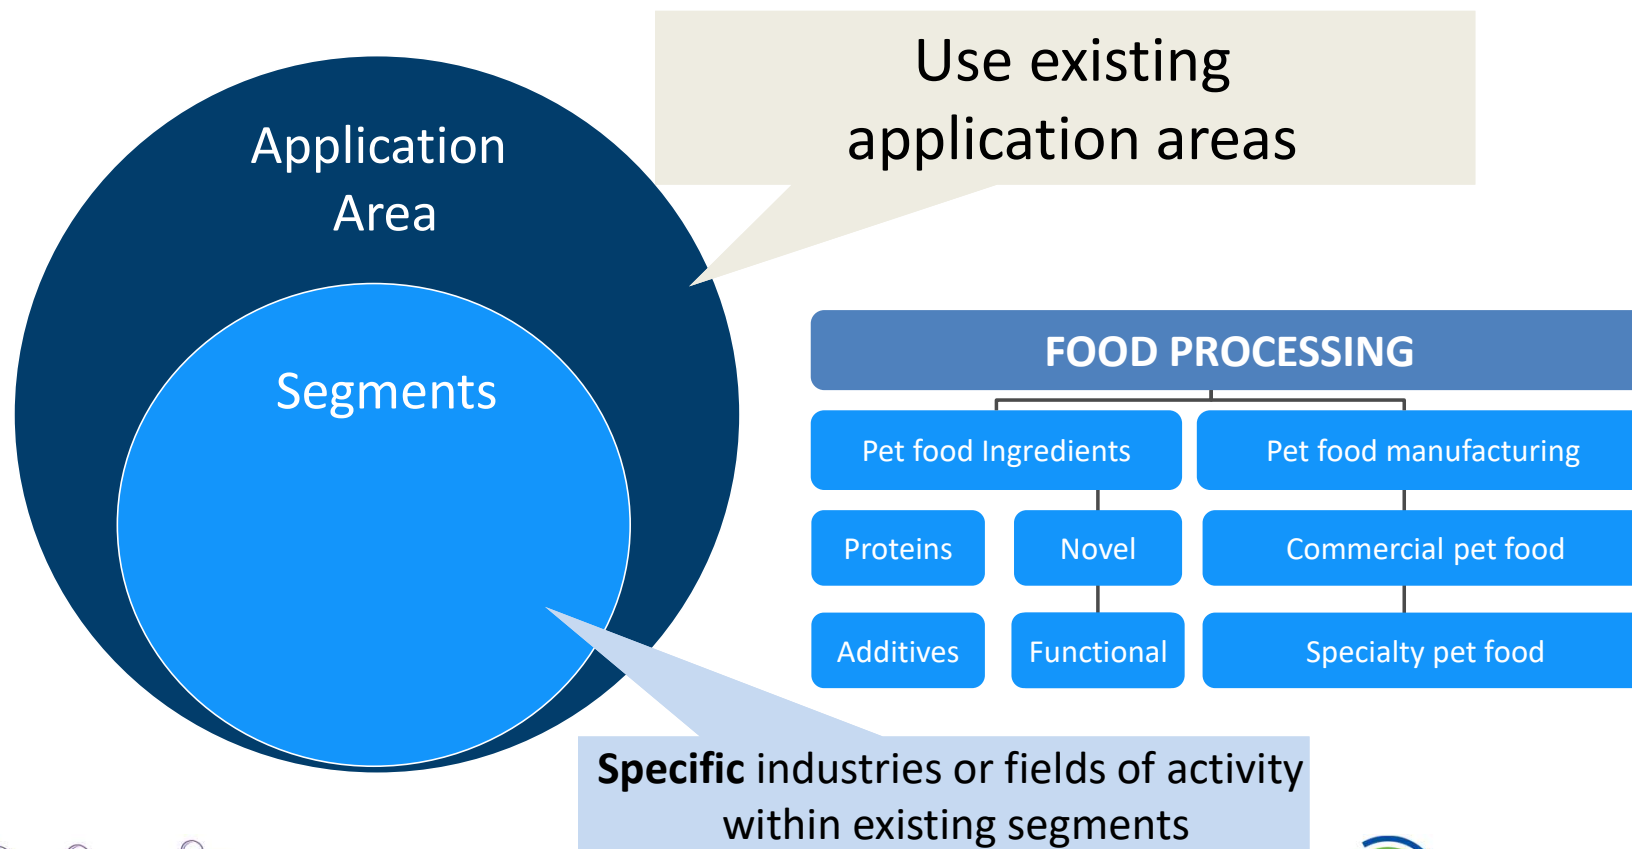 Use existing
application areas
Application
Area
Segments
FOOD PROCESSING
Pet food Ingredients
Pet food manufacturing
Proteins
Novel
Commercial pet food
Additives
Functional
Specialty pet food
Specific industries or fields of activity
within existing segments